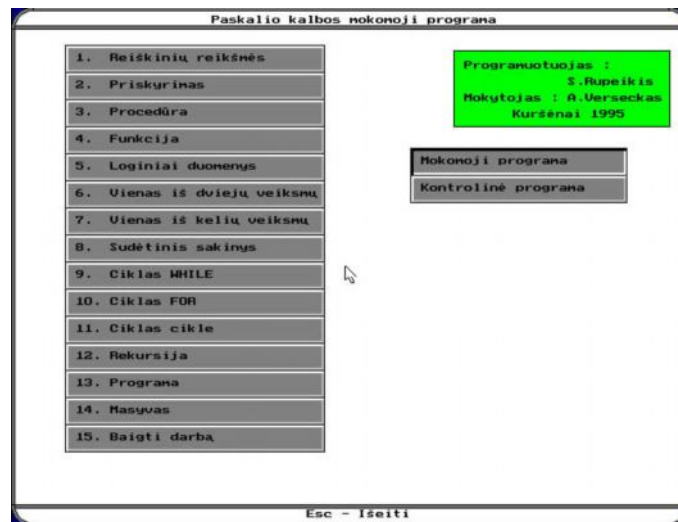 Paskalio kalbos mokomoji programa
1. Reiškinių reikšmės
2. Priskyrimas
3. Procedūra
4. Funkcija
5. Loginiai duomenys
6. Vienas iš dviejų veiksmų
7. Vienas iš kelių veiksmų
8. Sudėtinis sakinys
9. Ciklas WHILE
10. Ciklas FOR
11. Ciklas cikle
12. Rekursija
13. Programa
14. Masyvas
15. Baigti darbą
Programuotojas :
S.Rupeikis
Mokytojas : A.Verseckas
Kuršėnai 1995
Mokomoji programa
Kontrolinė programa
Esc - Išeiti